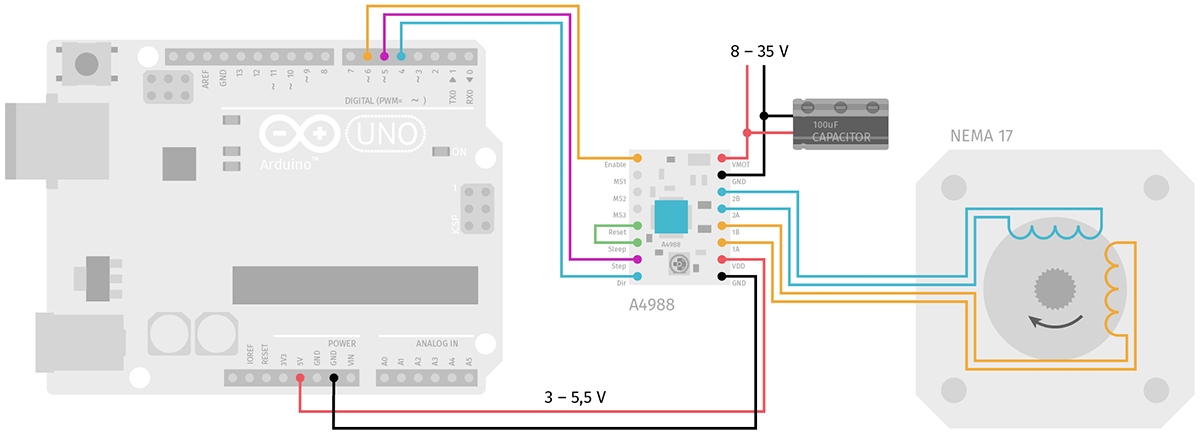 8 – 35 V
100uF
CAPACITOR
NEMA 17
AREF
GND
13
12
~ 11
~ 10
~ 9
8
7
~ 6
~ 5
4
~ 3
2
TX0 ▶ 1
RX0 ◀ 0
DIGITAL (PWM= ~ )
UNO
Arduino™
ON
1
ICSP
Enable
MS1
MS2
MS3
Reset
Sleep
Step
Dir
A4988
VMOT
GND
2B
2A
1B
1A
VDD
GND
A4988
POWER
ANALOG IN
IOREF
RESET
3V3
5V
GND
GND
VIN
A0
A1
A2
A3
A4
A5
3 – 5,5 V